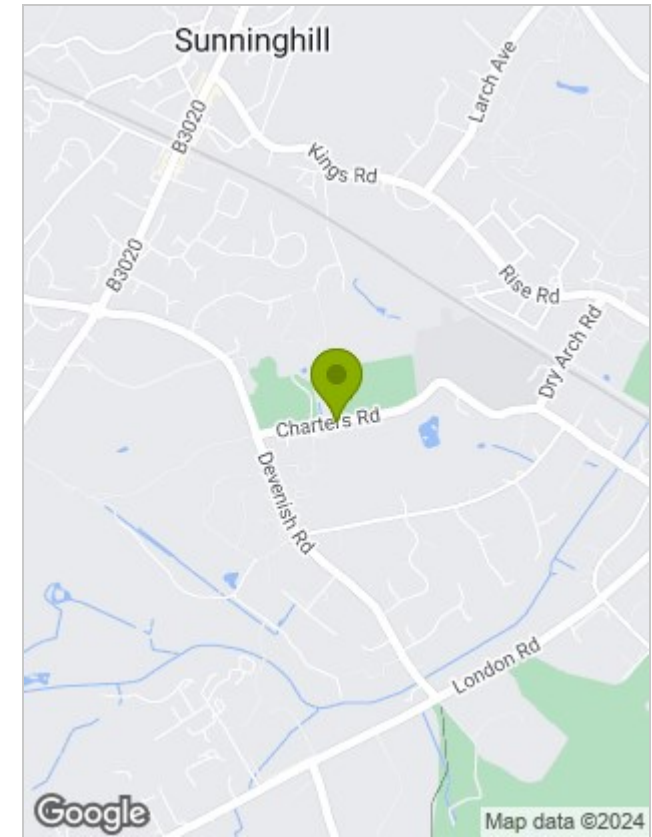 Sunninghill
Larch Ave
B3020
Kings Rd
B3020
Rise Rd
Dry Arch Rd
Charters Rd
Devenish Rd
London Rd
Google
Map data ©2024